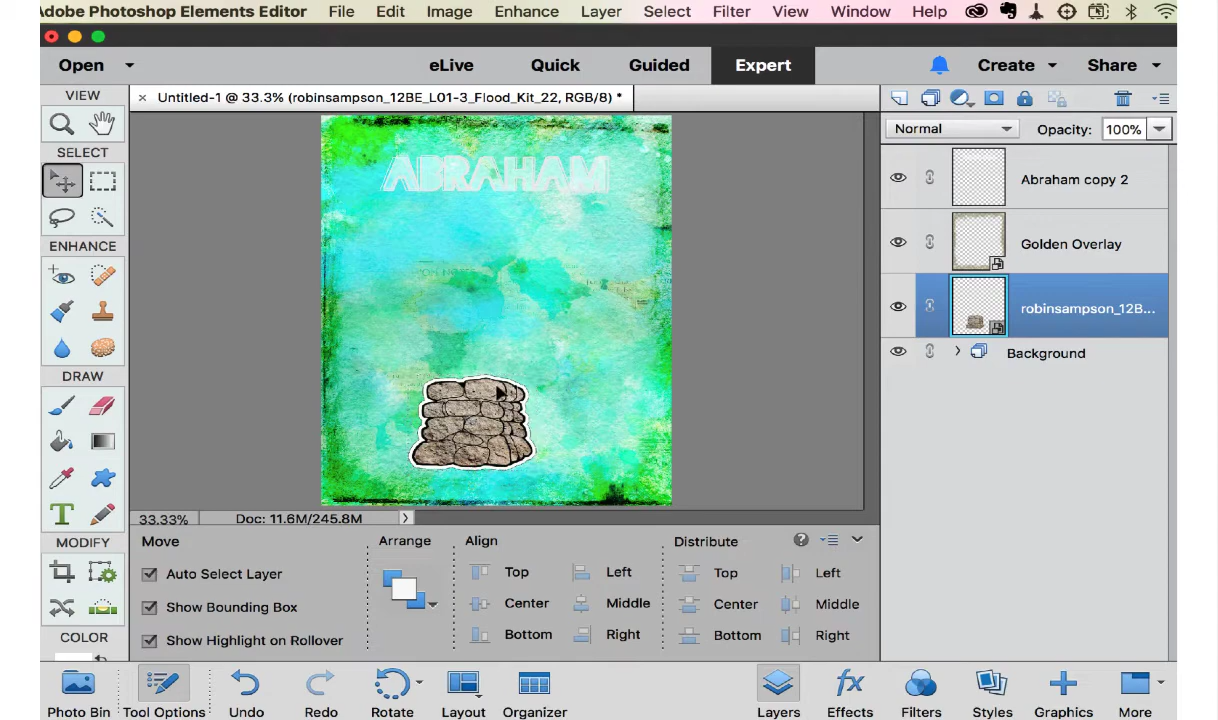 Adobe Photoshop Elements Editor File Edit Image Enhance Layer Select Filter View Window Help
Open eLive Quick Guided Expert Create Share
VIEW
Untitled-1 @ 33.3% (robinsampson_12BE_L01-3_Flood_Kit_22, RGB/8) *
Normal Opacity: 100%
SELECT
ABRAHAM
Abraham copy 2
ENHANCE
Golden Overlay
robinsampson_12B...
Background
DRAW
33.33% Doc: 11.6M/245.8M
MODIFY
Move Arrange Align Distribute
Auto Select Layer Top Left Top Left
Show Bounding Box Center Middle Center Middle
Show Highlight on Rollover Bottom Right Bottom Right
COLOR
Photo Bin Tool Options Undo Redo Rotate Layout Organizer Layers Effects Filters Styles Graphics More